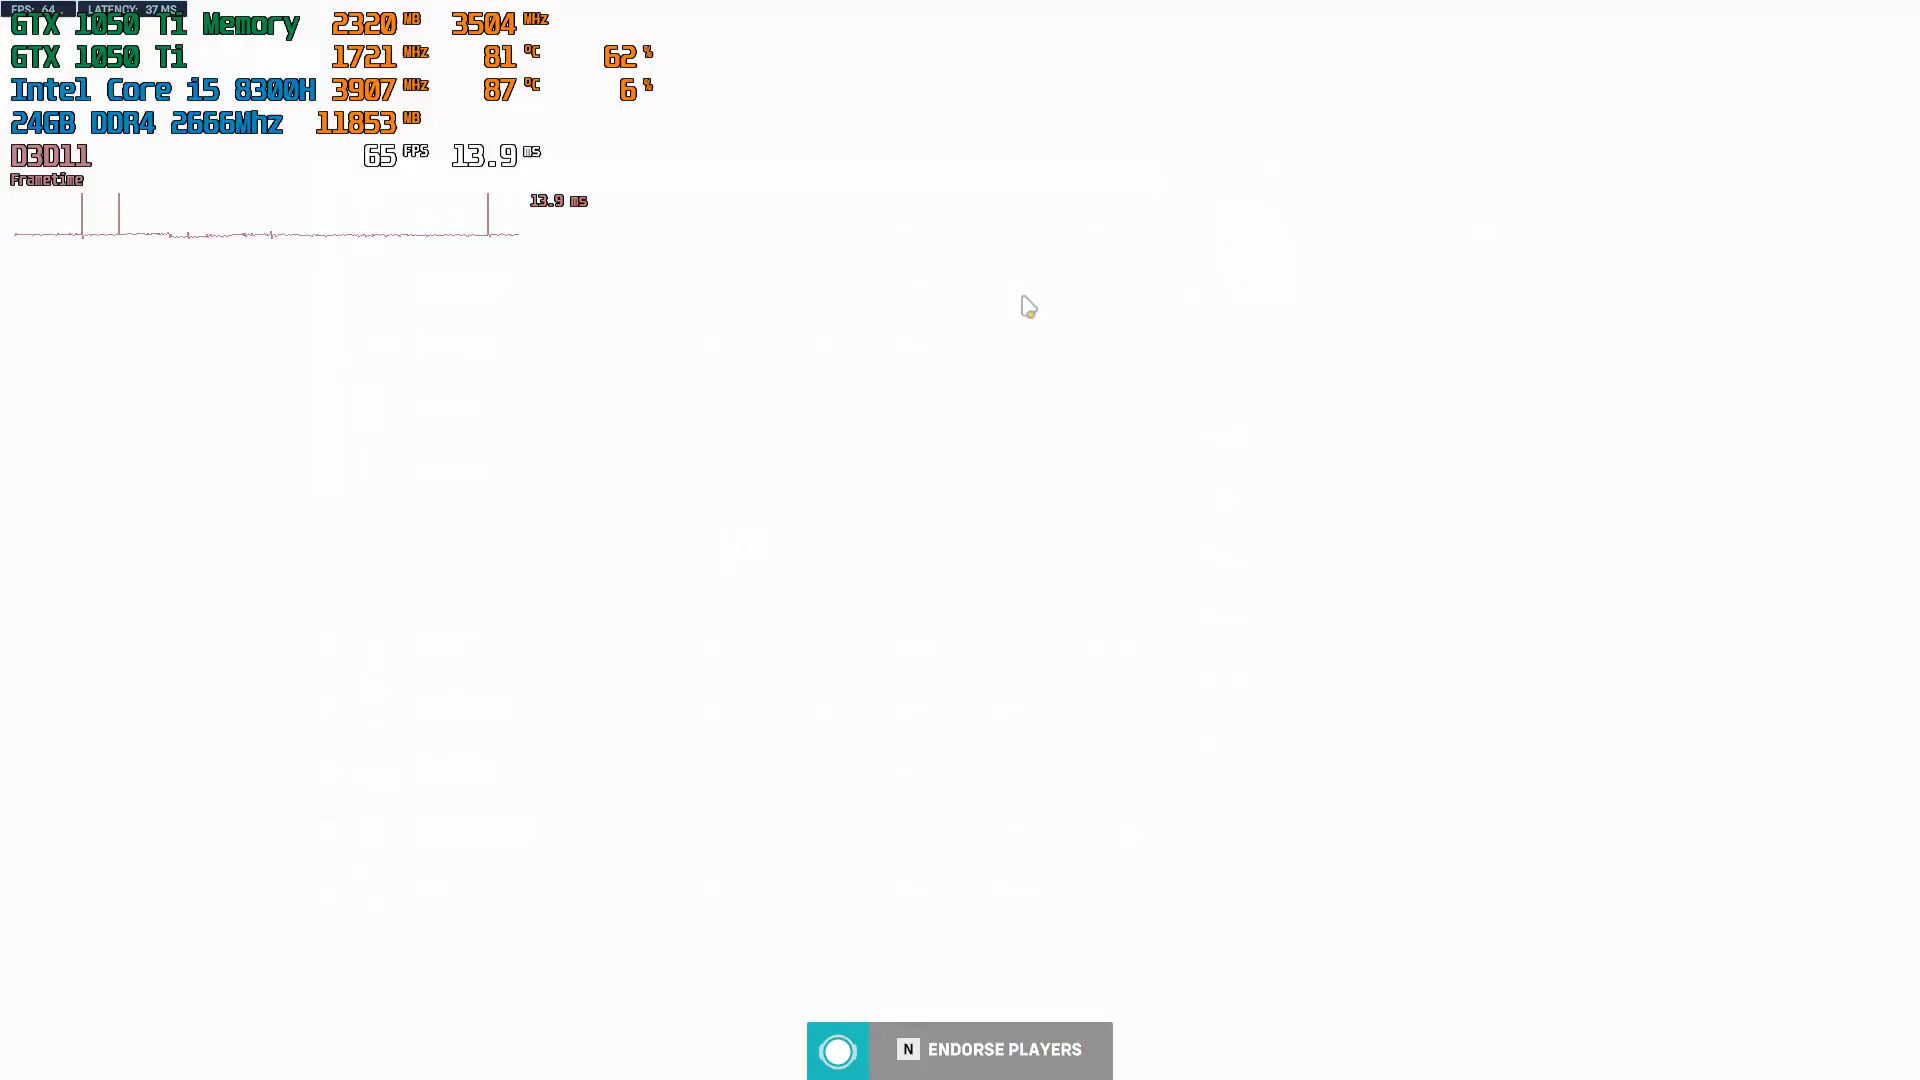 FPS: 64 LATENCY: 37 MS
GTX 1050 Ti Memory 2320 MB 3504 MHz
GTX 1050 Ti 1721 MHz 81 °C 62 %
Intel Core i5 8300H 3907 MHz 87 °C 6 %
24GB DDR4 2666Mhz 11853 MB
D3D11 65 FPS 13.9 ms
Frametime
13.9 ms
N ENDORSE PLAYERS